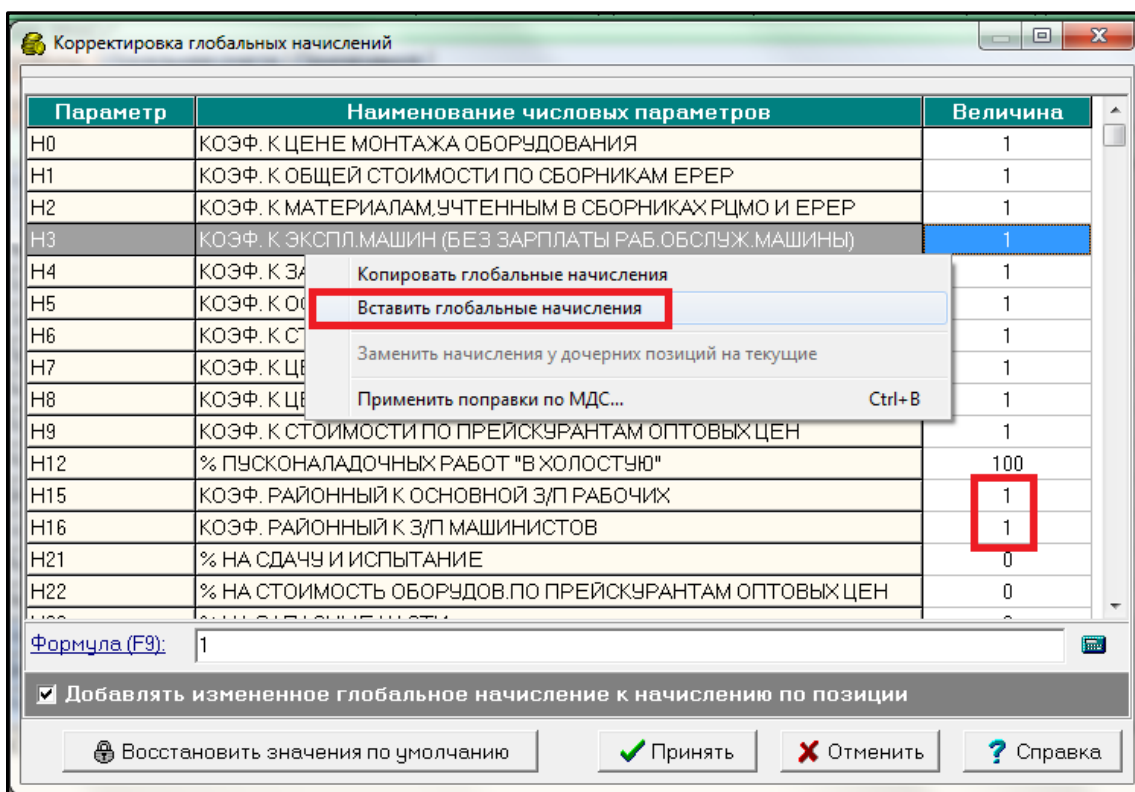 Корректировка глобальных начислений
Параметр Наименование числовых параметров Величина
H0 КОЭФ. К ЦЕНЕ МОНТАЖА ОБОРУДОВАНИЯ 1
H1 КОЭФ. К ОБЩЕЙ СТОИМОСТИ ПО СБОРНИКАМ ЕРЕР 1
H2 КОЭФ. К МАТЕРИАЛАМ,УЧТЕННЫМ В СБОРНИКАХ РЦМО И ЕРЕР 1
H3 КОЭФ. К ЭКСПЛ.МАШИН (БЕЗ ЗАРПЛАТЫ РАБ.ОБСЛУЖ.МАШИНЫ) 1
H4 КОЭФ. К 1
Копировать глобальные начисления
H5 КОЭФ. К 1
Вставить глобальные начисления
H6 КОЭФ. К 1
Заменить начисления у дочерних позиций на текущие
H7 КОЭФ. К 1
H8 КОЭФ. К 1
Применить поправки по МДС... Ctrl+B
H9 КОЭФ. К СТОИМОСТИ ПО ПРЕЙСКУРАНТАМ ОПТОВЫХ ЦЕН 1
H12 % ПУСКОНАЛАДОЧНЫХ РАБОТ "В ХОЛОСТУЮ" 100
H15 КОЭФ. РАЙОННЫЙ К ОСНОВНОЙ З/П РАБОЧИХ 1
H16 КОЭФ. РАЙОННЫЙ К З/П МАШИНИСТОВ 1
H21 % НА СДАЧУ И ИСПЫТАНИЕ 0
H22 % НА СТОИМОСТЬ ОБОРУДОВ.ПО ПРЕЙСКУРАНТАМ ОПТОВЫХ ЦЕН 0
Формула (F9): 1
Добавлять измененное глобальное начисление к начислению по позиции
Восстановить значения по умолчанию Принять Отменить Справка